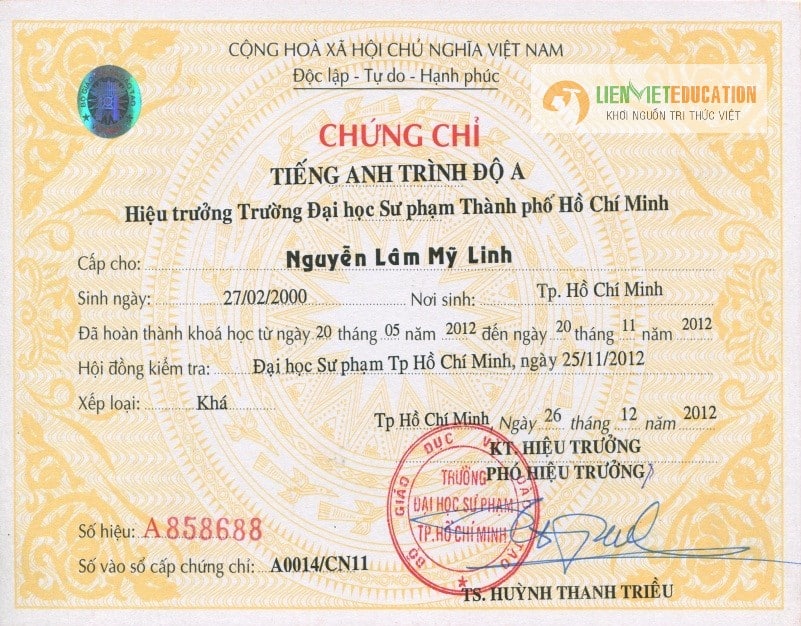 CỘNG HOÀ XÃ HỘI CHỦ NGHĨA VIỆT NAM
Độc lập - Tự do - Hạnh phúc
LIENVIETEDUCATION
KHƠI NGUỒN TRI THỨC VIỆT
CHỨNG CHỈ
TIẾNG ANH TRÌNH ĐỘ A
Hiệu trưởng Trường Đại học Sư phạm Thành phố Hồ Chí Minh
Cấp cho: Nguyễn Lâm Mỹ Linh
Sinh ngày: 27/02/2000 Nơi sinh: Tp. Hồ Chí Minh
Đã hoàn thành khoá học từ ngày 20 tháng 05 năm 2012 đến ngày 20 tháng 11 năm 2012
Hội đồng kiểm tra: Đại học Sư phạm Tp Hồ Chí Minh, ngày 25/11/2012
Xếp loại: Khá
Tp Hồ Chí Minh, Ngày 26 tháng 12 năm 2012
KT. HIỆU TRƯỞNG
PHÓ HIỆU TRƯỞNG
BỘ GIÁO DỤC VÀ ĐÀO TẠO
TRƯỜNG
ĐẠI HỌC SƯ PHẠM
TP.HỒ CHÍ MINH
Số hiệu: A858688
Số vào sổ cấp chứng chỉ: A0014/CN11
TS. HUỲNH THANH TRIỀU